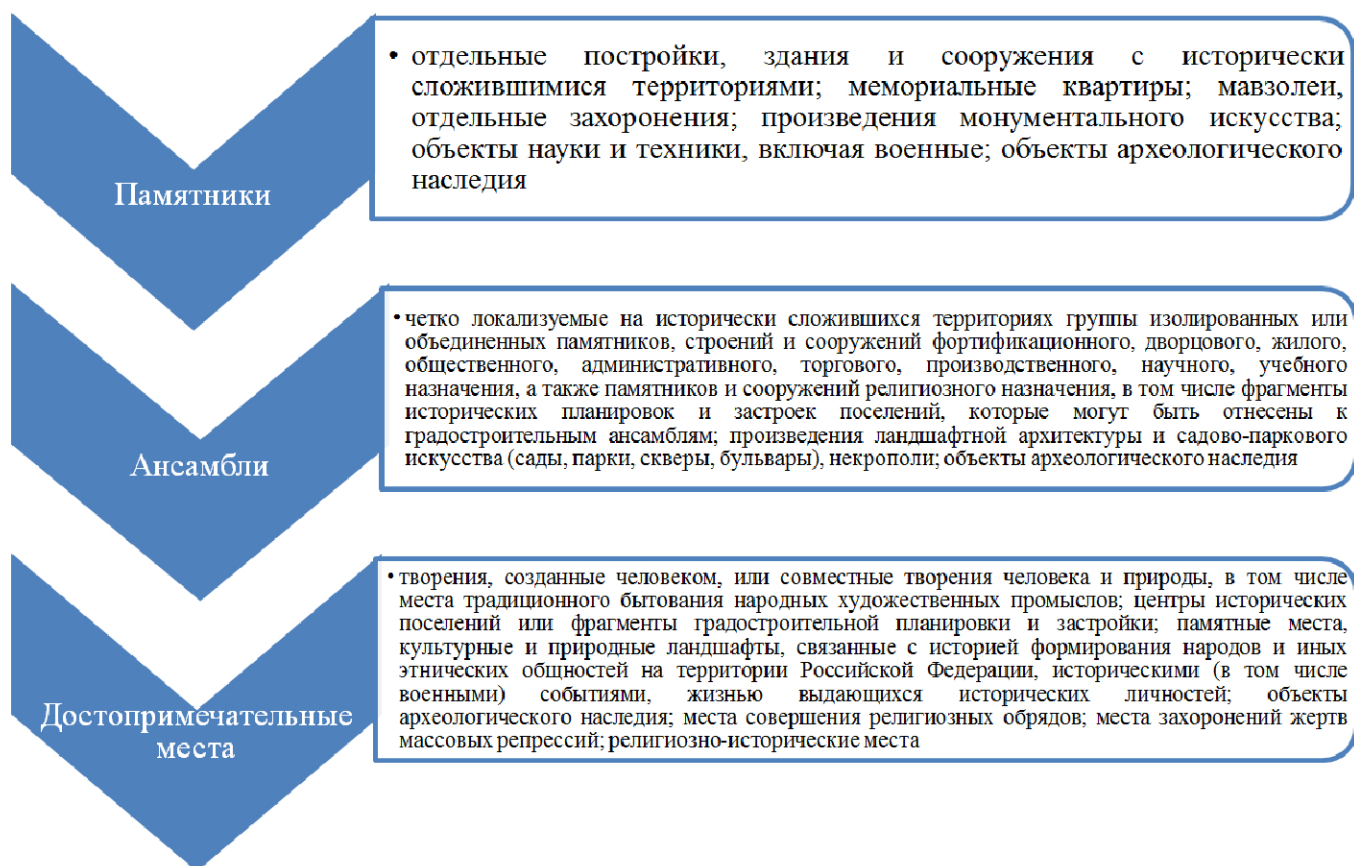 Памятники
• отдельные постройки, здания и сооружения с исторически
сложившимися территориями; мемориальные квартиры; мавзолеи,
отдельные захоронения; произведения монументального искусства;
объекты науки и техники, включая военные; объекты археологического
наследия
Ансамбли
• четко локализуемые на исторически сложившихся территориях группы изолированных или
объединенных памятников, строений и сооружений фортификационного, дворцового, жилого,
общественного, административного, торгового, производственного, научного, учебного
назначения, а также памятников и сооружений религиозного назначения, в том числе фрагменты
исторических планировок и застроек поселений, которые могут быть отнесены к
градостроительным ансамблям; произведения ландшафтной архитектуры и садово-паркового
искусства (сады, парки, скверы, бульвары), некрополи; объекты археологического наследия
Достопримечательные
места
• творения, созданные человеком, или совместные творения человека и природы, в том числе
места традиционного бытования народных художественных промыслов; центры исторических
поселений или фрагменты градостроительной планировки и застройки; памятные места,
культурные и природные ландшафты, связанные с историей формирования народов и иных
этнических общностей на территории Российской Федерации, историческими (в том числе
военными) событиями, жизнью выдающихся исторических личностей; объекты
археологического наследия; места совершения религиозных обрядов; места захоронений жертв
массовых репрессий; религиозно-исторические места